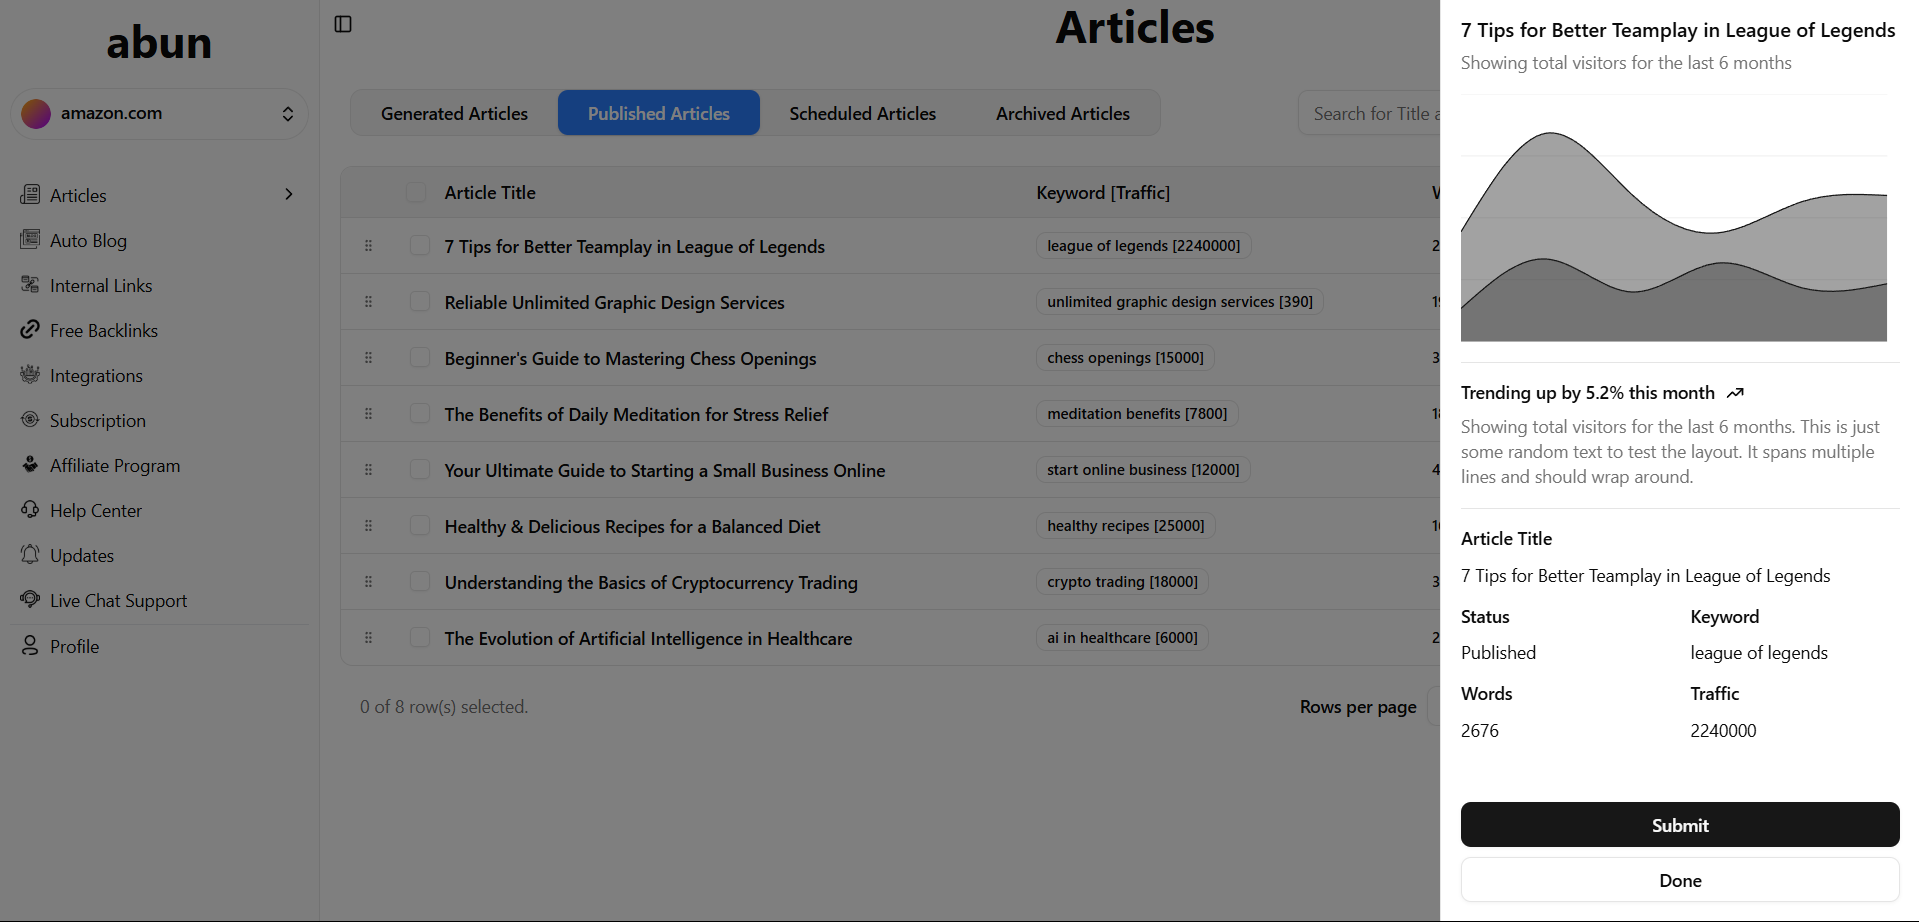 abun
amazon.com
Articles
Auto Blog
Internal Links
Free Backlinks
Integrations
Subscription
Affiliate Program
Help Center
Updates
Live Chat Support
Profile
Articles
Generated Articles
Published Articles
Scheduled Articles
Archived Articles
Search for Title
Article Title
Keyword [Traffic]
7 Tips for Better Teamplay in League of Legends
league of legends [2240000]
Reliable Unlimited Graphic Design Services
unlimited graphic design services [390]
Beginner's Guide to Mastering Chess Openings
chess openings [15000]
The Benefits of Daily Meditation for Stress Relief
meditation benefits [7800]
Your Ultimate Guide to Starting a Small Business Online
start online business [12000]
Healthy & Delicious Recipes for a Balanced Diet
healthy recipes [25000]
Understanding the Basics of Cryptocurrency Trading
crypto trading [18000]
The Evolution of Artificial Intelligence in Healthcare
ai in healthcare [6000]
0 of 8 row(s) selected.
Rows per page
7 Tips for Better Teamplay in League of Legends
Showing total visitors for the last 6 months
Trending up by 5.2% this month
Showing total visitors for the last 6 months. This is just
some random text to test the layout. It spans multiple
lines and should wrap around.
Article Title
7 Tips for Better Teamplay in League of Legends
Status
Keyword
Published
league of legends
Words
Traffic
2676
2240000
Submit
Done